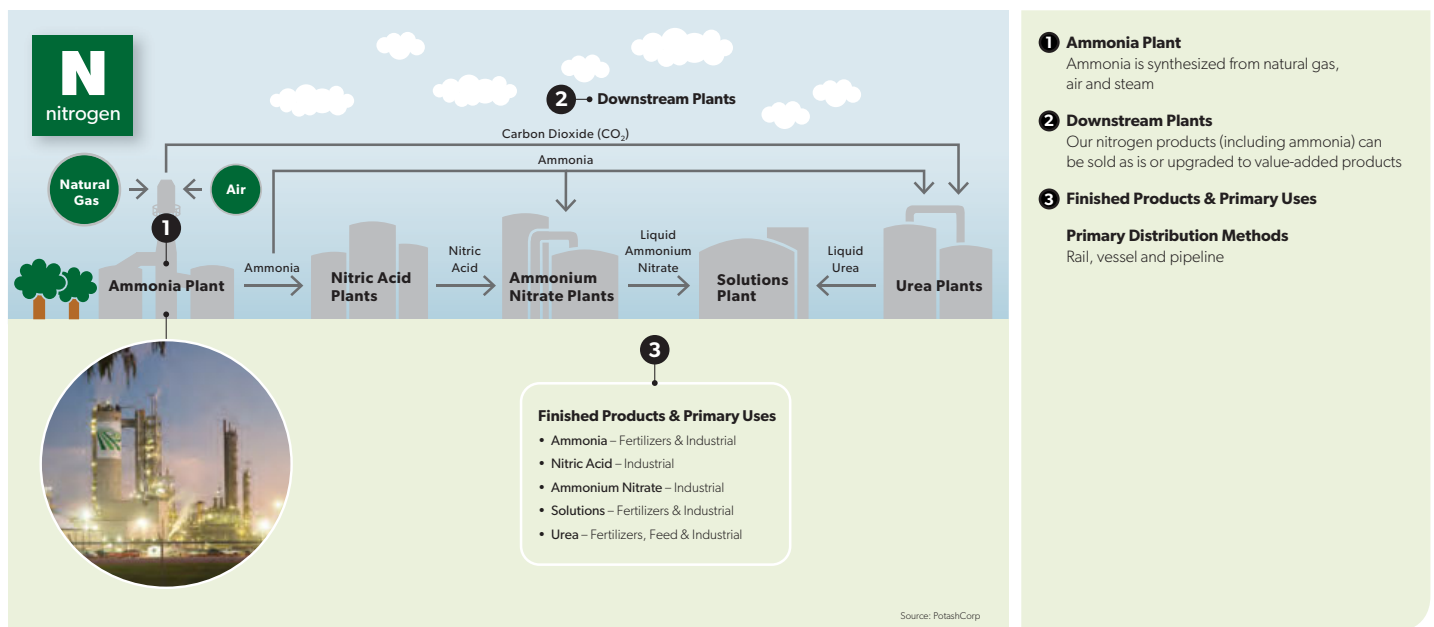 N
nitrogen
2 Downstream Plants
Carbon Dioxide (CO₂)
Ammonia
Natural
Gas
Air
1
Ammonia
Nitric
Acid
Liquid
Ammonium
Nitrate
Liquid
Urea
Ammonia Plant
Nitric Acid
Plants
Ammonium
Nitrate Plants
Solutions
Plant
Urea Plants
3
Finished Products & Primary Uses
• Ammonia – Fertilizers & Industrial
• Nitric Acid – Industrial
• Ammonium Nitrate – Industrial
• Solutions – Fertilizers & Industrial
• Urea – Fertilizers, Feed & Industrial
Source: PotashCorp
1 Ammonia Plant
Ammonia is synthesized from natural gas,
air and steam
2 Downstream Plants
Our nitrogen products (including ammonia) can
be sold as is or upgraded to value-added products
3 Finished Products & Primary Uses
Primary Distribution Methods
Rail, vessel and pipeline